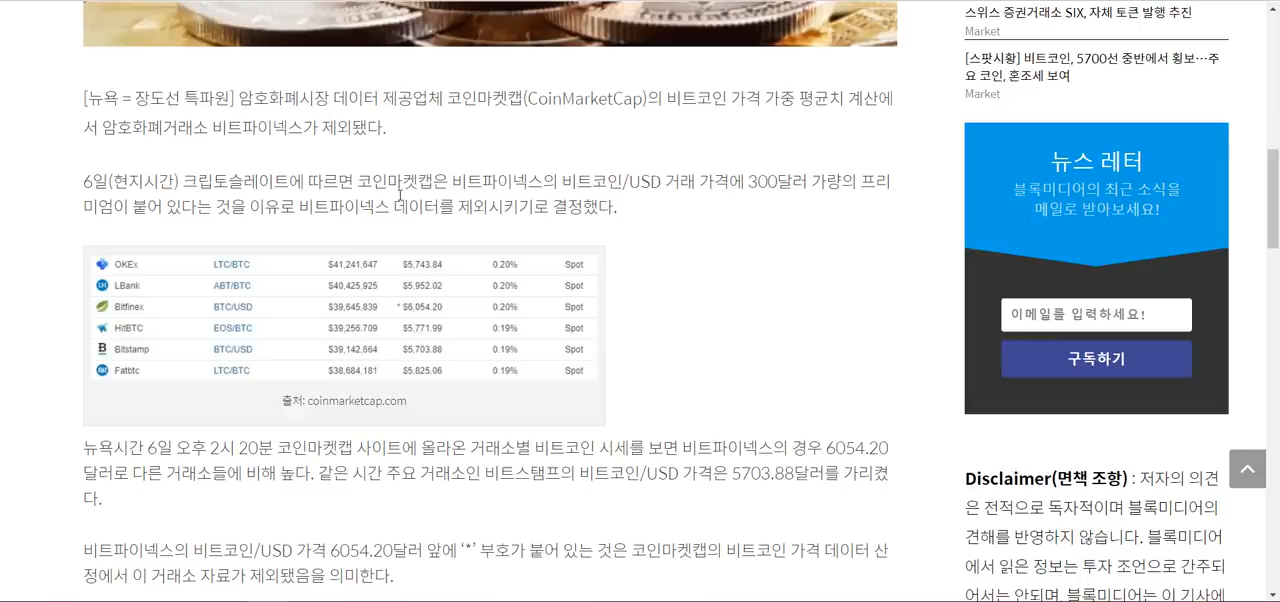 [뉴욕 = 장도선 특파원] 암호화폐시장 데이터 제공업체 코인마켓캡(CoinMarketCap)의 비트코인 가격 가중 평균치 계산에
서 암호화폐거래소 비트파이넥스가 제외됐다.
6일(현지시간) 크립토슬레이트에 따르면 코인마켓캡은 비트파이넥스의 비트코인/USD 거래 가격에 300달러 가량의 프리
미엄이 붙어 있다는 것을 이유로 비트파이넥스 데이터를 제외시키기로 결정했다.
OKEx LTC/BTC $41,241,647 $5,743.84 0.20% Spot
LBank ABT/BTC $40,425,925 $5,952.02 0.20% Spot
Bitfinex BTC/USD $39,645,839 * $6,054.20 0.20% Spot
HitBTC EOS/BTC $39,256,709 $5,771.99 0.19% Spot
Bitstamp BTC/USD $39,142,664 $5,703.88 0.19% Spot
Fatbtc LTC/BTC $38,684,181 $5,825.06 0.19% Spot
출처: coinmarketcap.com
뉴욕시간 6일 오후 2시 20분 코인마켓캡 사이트에 올라온 거래소별 비트코인 시세를 보면 비트파이넥스의 경우 6054.20
달러로 다른 거래소들에 비해 높다. 같은 시간 주요 거래소인 비트스탬프의 비트코인/USD 가격은 5703.88달러를 가리켰
다.
비트파이넥스의 비트코인/USD 가격 6054.20달러 앞에 ‘*’ 부호가 붙어 있는 것은 코인마켓캡의 비트코인 가격 데이터 산
정에서 이 거래소 자료가 제외됐음을 의미한다.
스위스 증권거래소 SIX, 자체 토큰 발행 추진
Market
[스팟시황] 비트코인, 5700선 중반에서 횡보…주
요 코인, 혼조세 보여
Market
뉴스 레터
블록미디어의 최근 소식을
메일로 받아보세요!
이메일를 입력하세요!
구독하기
Disclaimer(면책 조항) : 저자의 의견
은 전적으로 독자적이며 블록미디어의
견해를 반영하지 않습니다. 블록미디어
에서 읽은 정보는 투자 조언으로 간주되
어서는 안되며, 블록미디어는 이 기사에